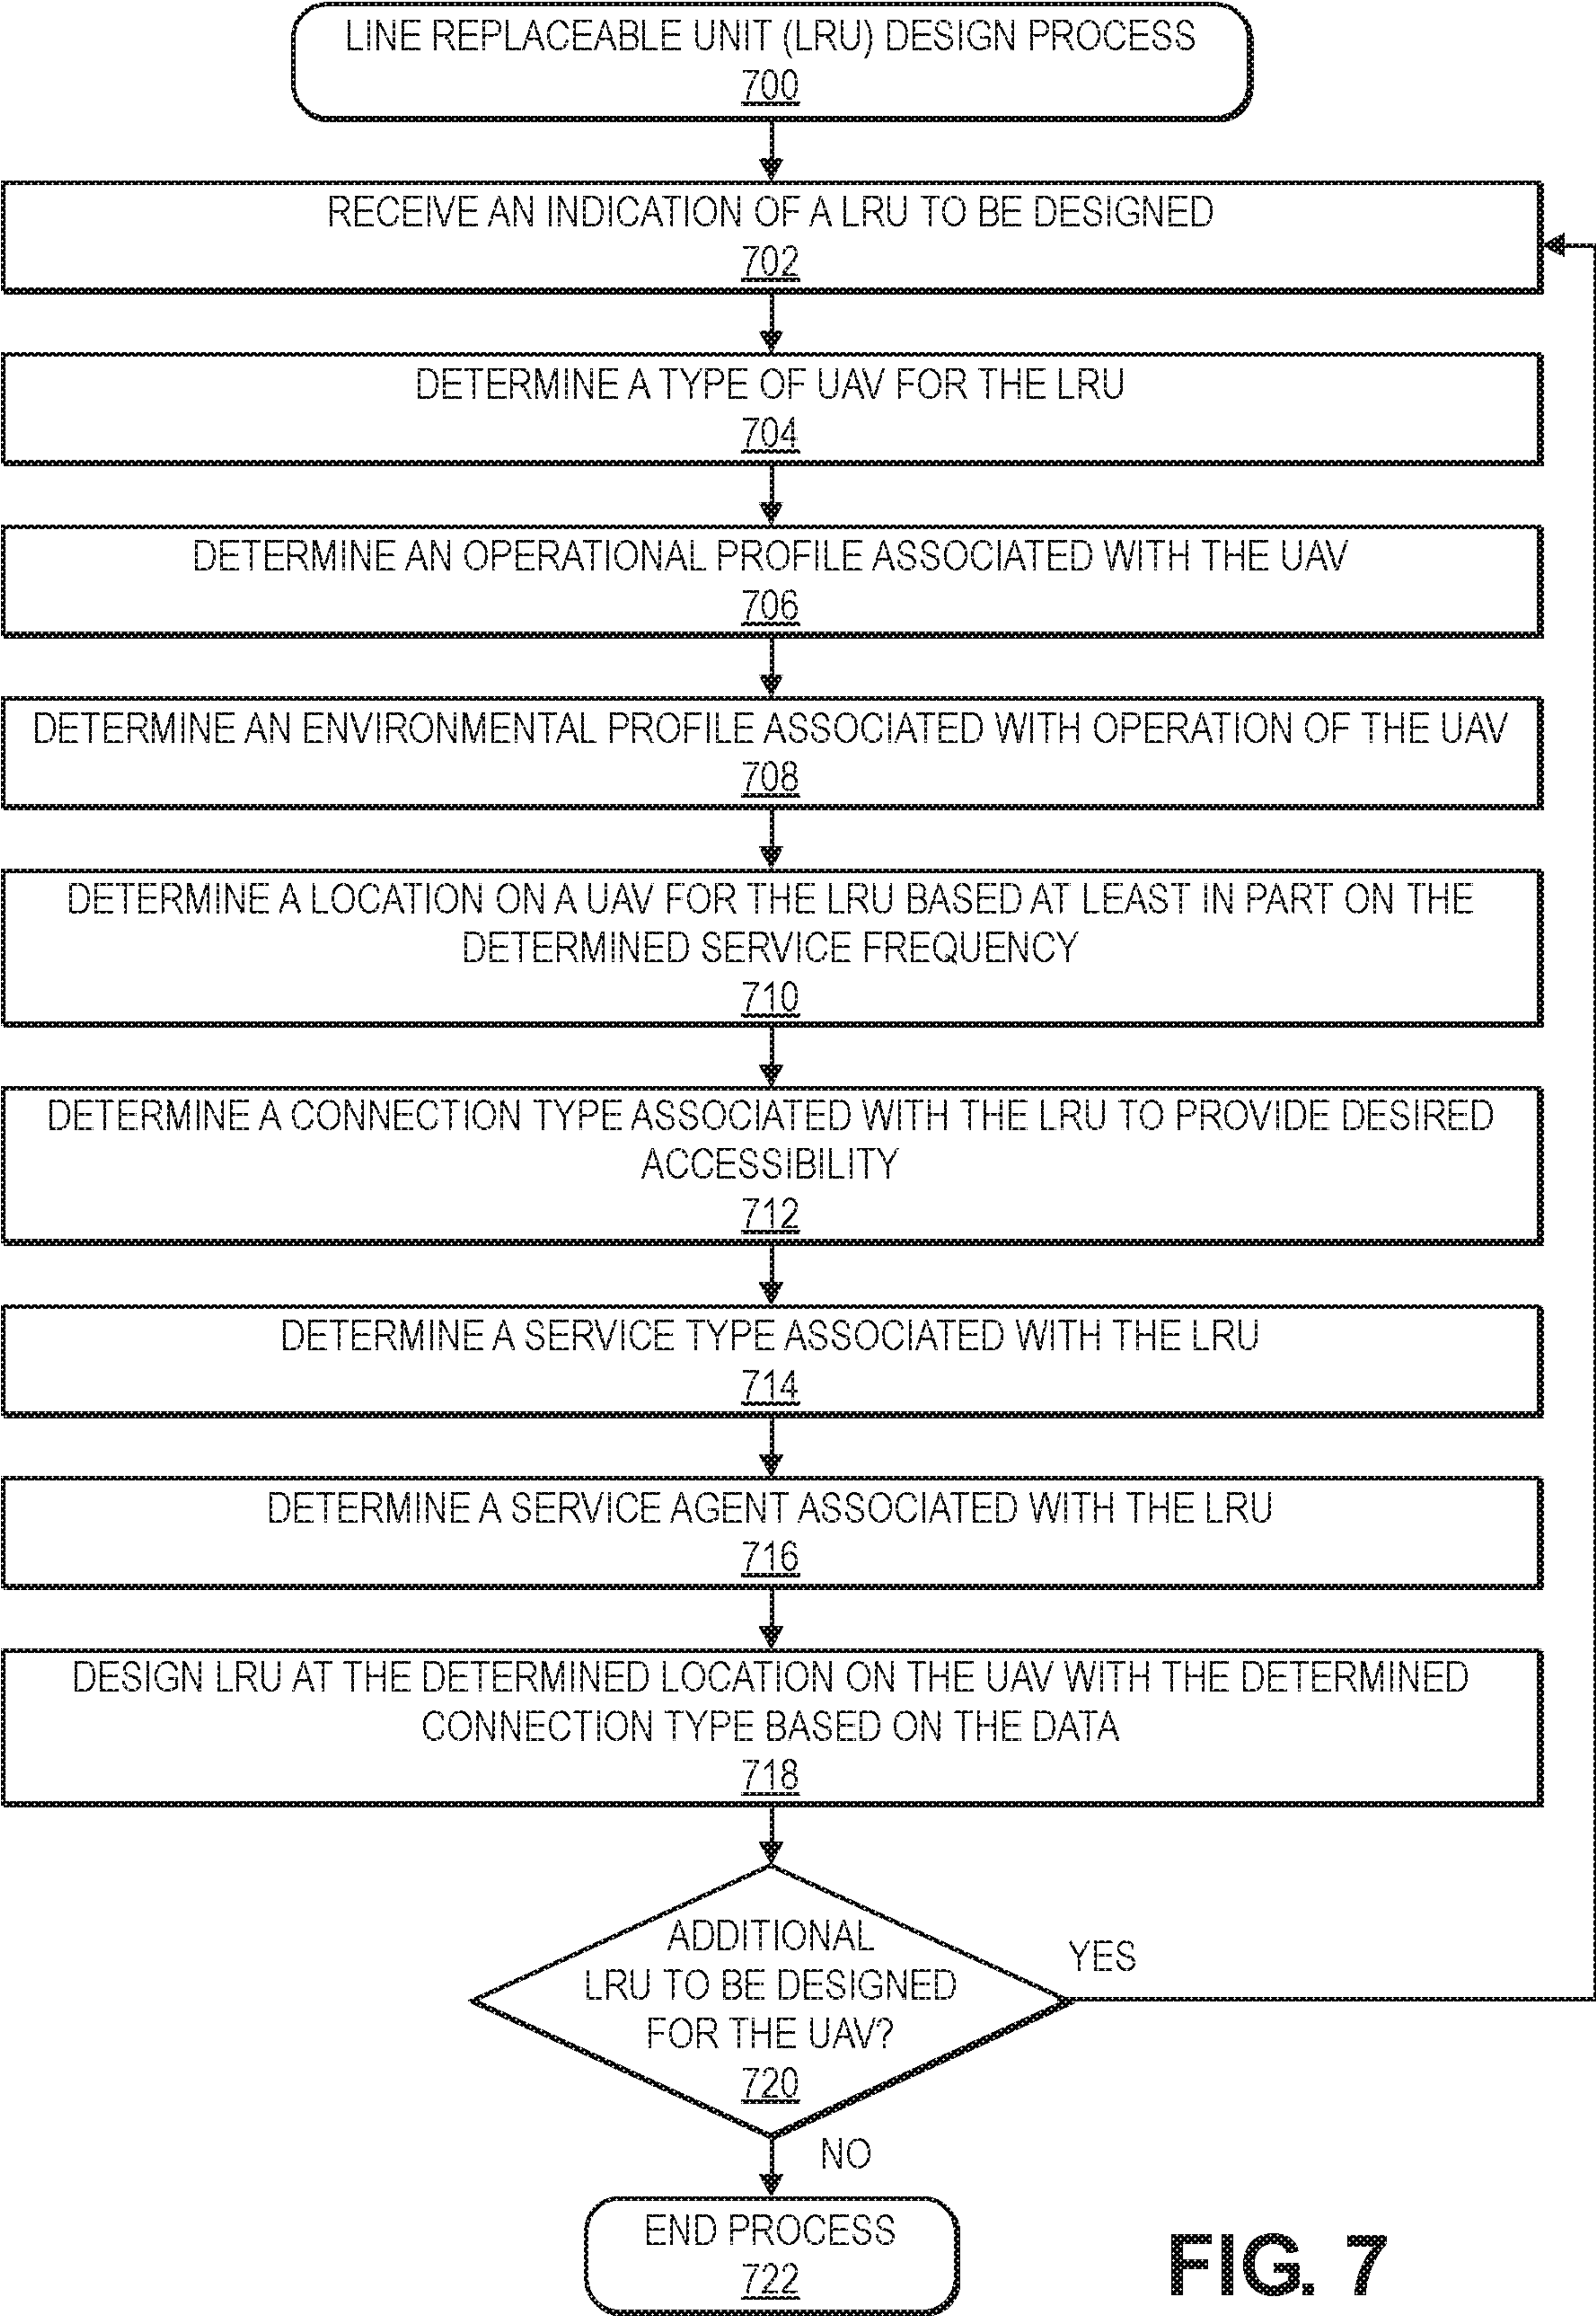 LINE REPLACEABLE UNIT (LRU) DESIGN PROCESS
700
RECEIVE AN INDICATION OF A LRU TO BE DESIGNED
702
DETERMINE A TYPE OF UAV FOR THE LRU
704
DETERMINE AN OPERATIONAL PROFILE ASSOCIATED WITH THE UAV
706
DETERMINE AN ENVIRONMENTAL PROFILE ASSOCIATED WITH OPERATION OF THE UAV
708
DETERMINE A LOCATION ON A UAV FOR THE LRU BASED AT LEAST IN PART ON THE
DETERMINED SERVICE FREQUENCY
710
DETERMINE A CONNECTION TYPE ASSOCIATED WITH THE LRU TO PROVIDE DESIRED
ACCESSIBILITY
712
DETERMINE A SERVICE TYPE ASSOCIATED WITH THE LRU
714
DETERMINE A SERVICE AGENT ASSOCIATED WITH THE LRU
716
DESIGN LRU AT THE DETERMINED LOCATION ON THE UAV WITH THE DETERMINED
CONNECTION TYPE BASED ON THE DATA
718
ADDITIONAL
LRU TO BE DESIGNED
FOR THE UAV?
720
YES
NO
END PROCESS
722
FIG. 7